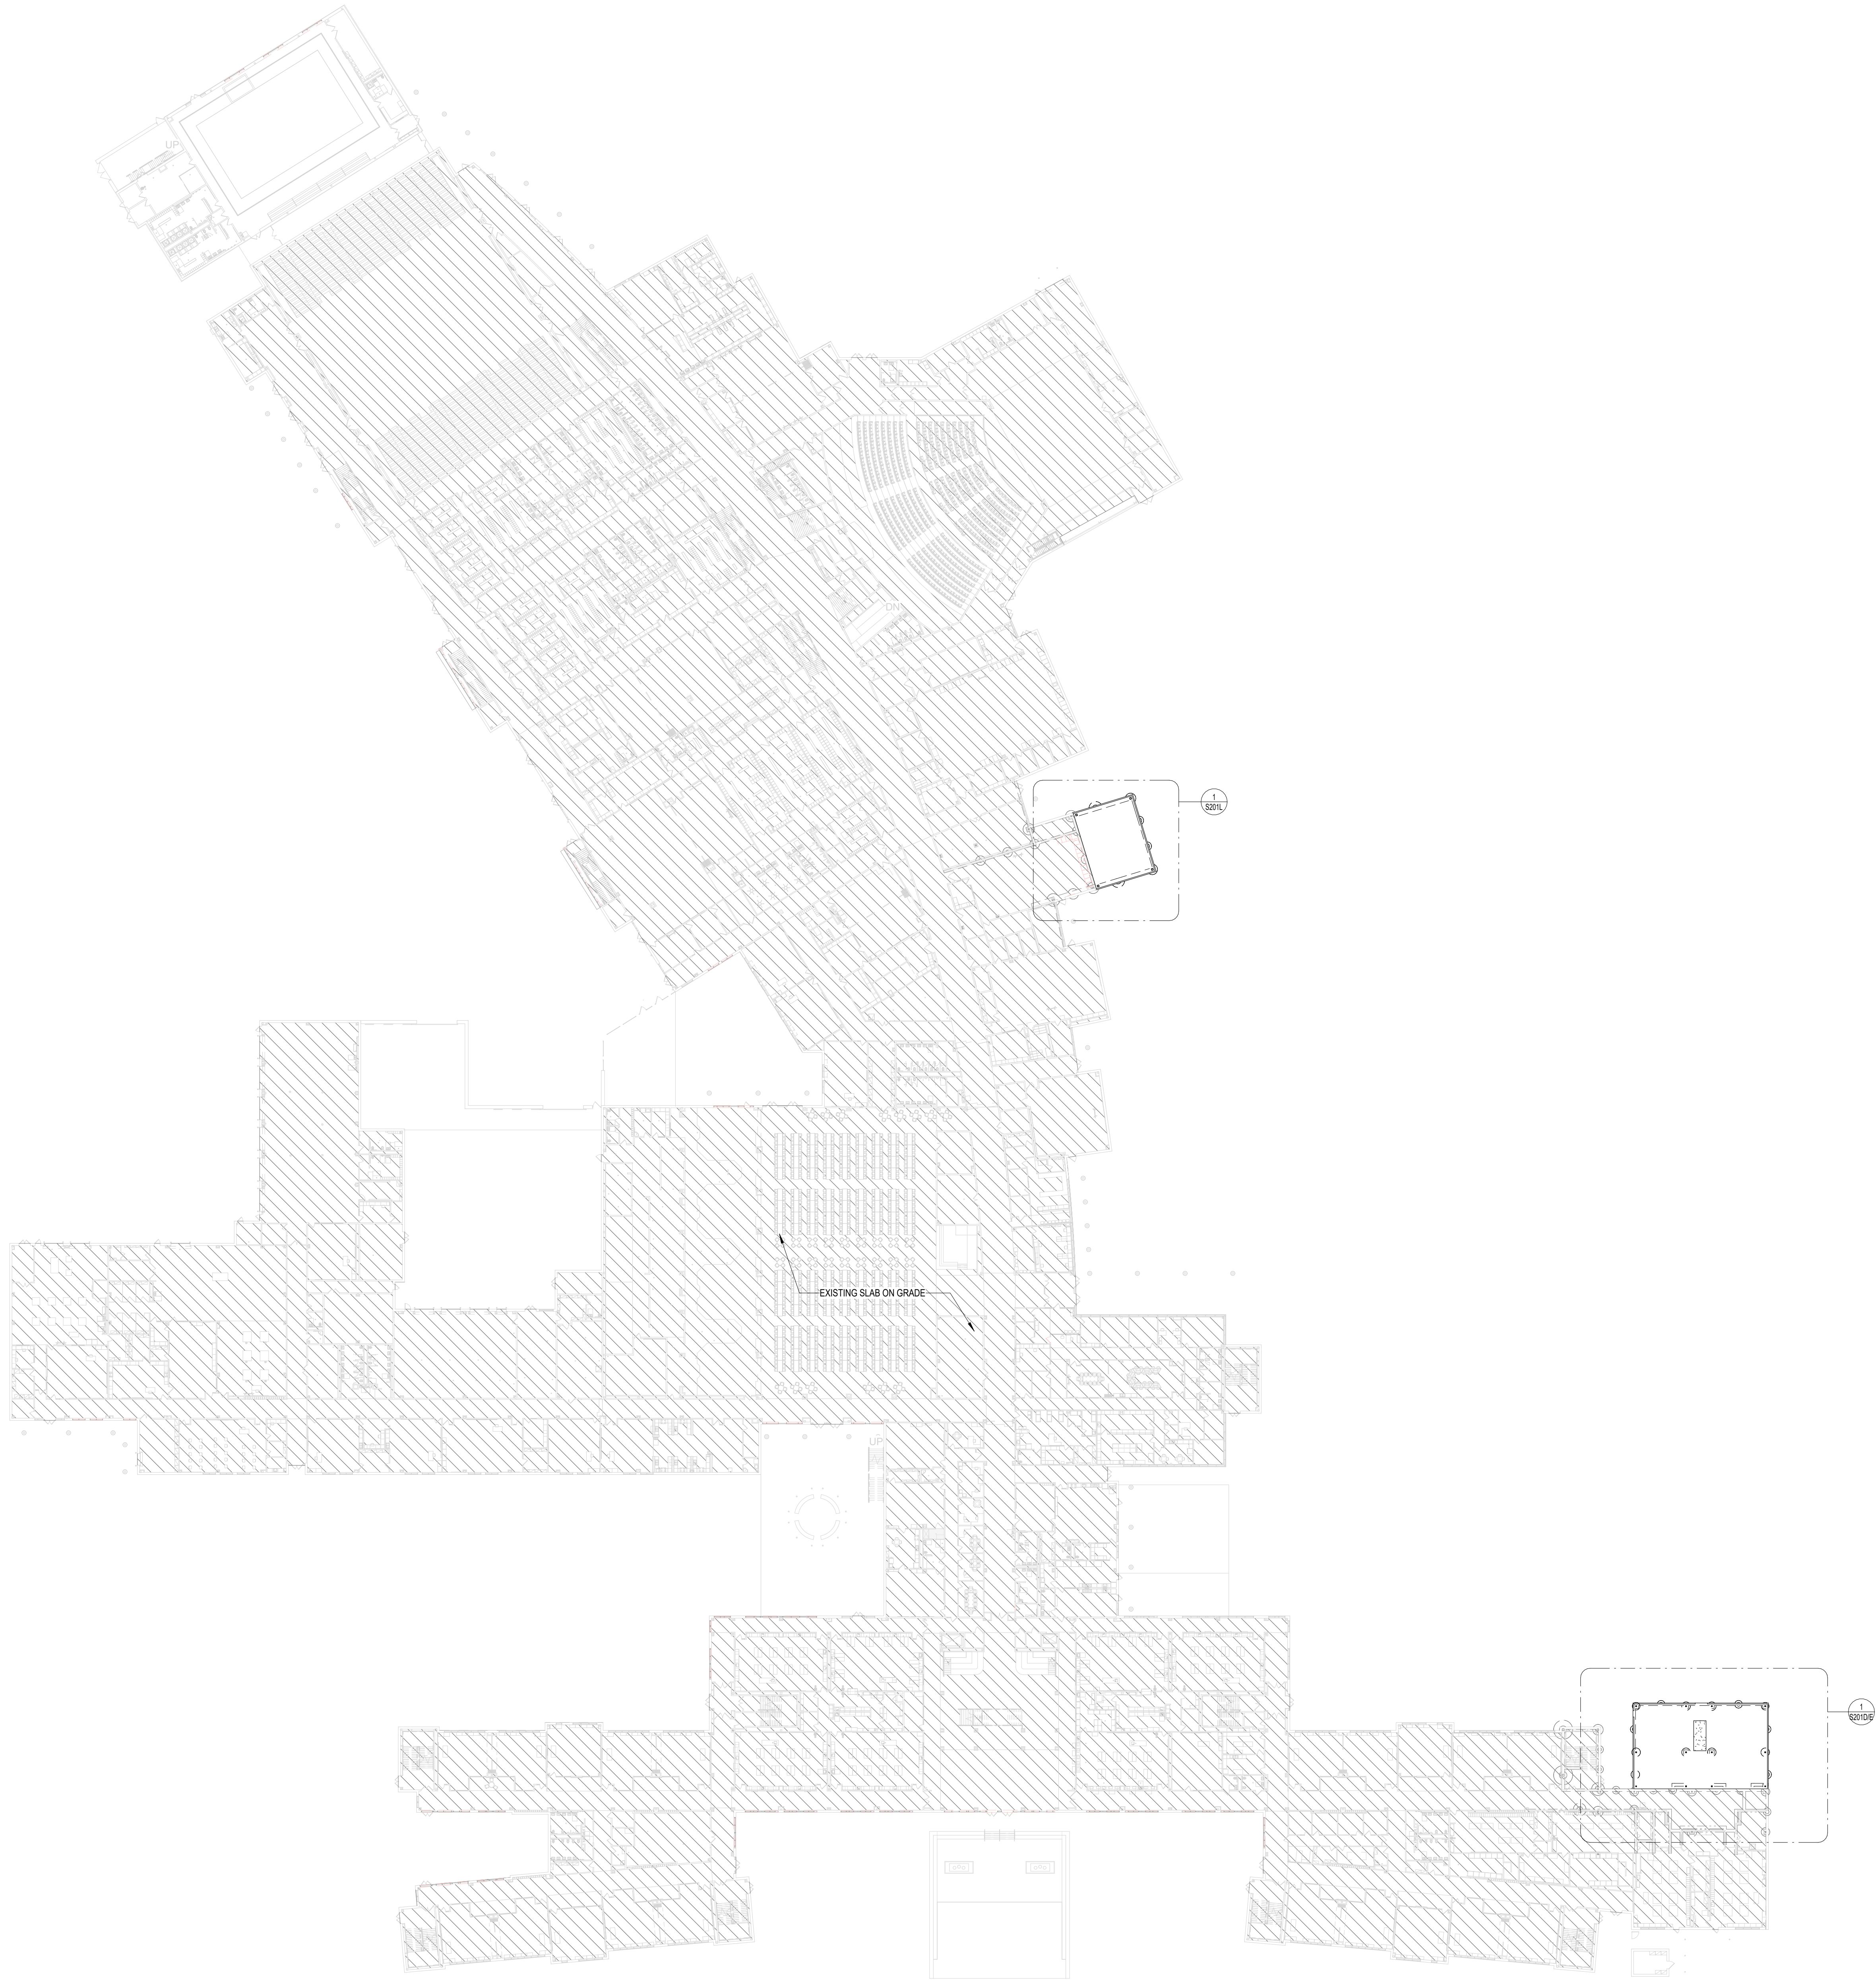 UP
DN
1
S201L
EXISTING SLAB ON GRADE
UP
1
S201D/E